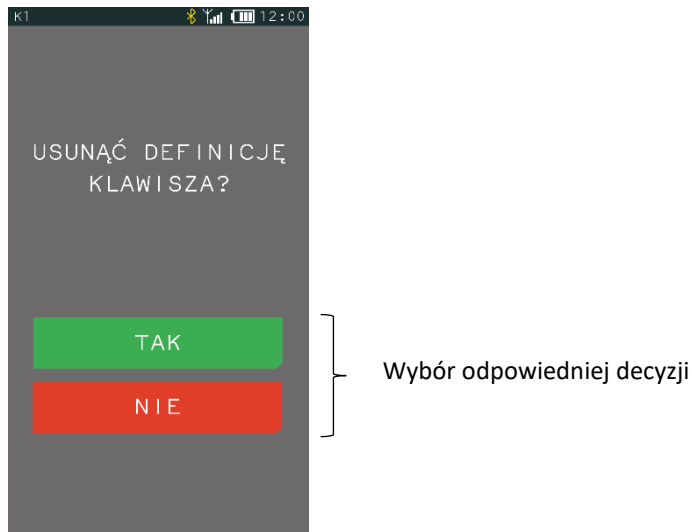 K1 12:00
USUNĄĆ DEFINICJĘ
KLAWISZA?
TAK
NIE
Wybór odpowiedniej decyzji